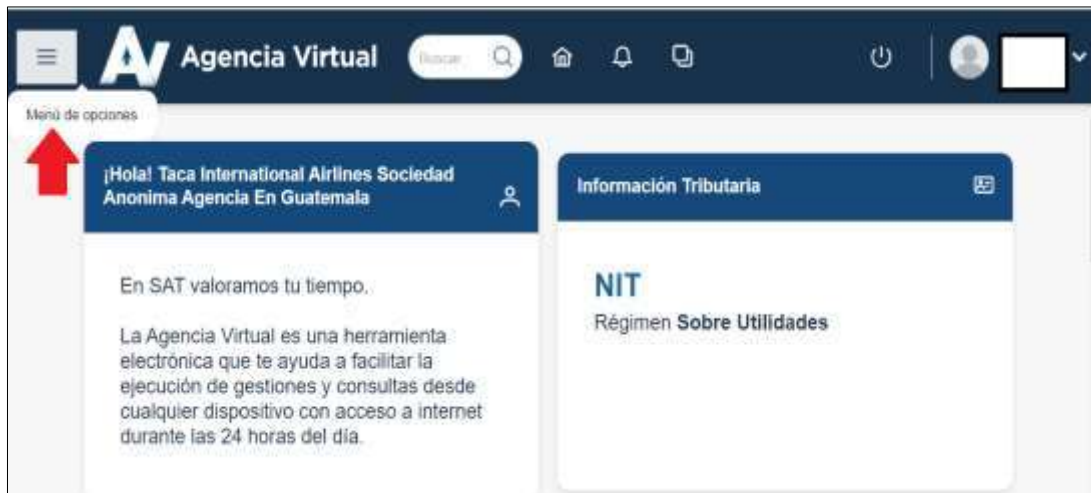 Agencia Virtual
Buscar
Menú de opciones
¡Hola! Taca International Airlines Sociedad
Anonima Agencia En Guatemala
Información Tributaria
En SAT valoramos tu tiempo.
La Agencia Virtual es una herramienta
electrónica que te ayuda a facilitar la
ejecución de gestiones y consultas desde
cualquier dispositivo con acceso a internet
durante las 24 horas del día.
NIT
Régimen Sobre Utilidades